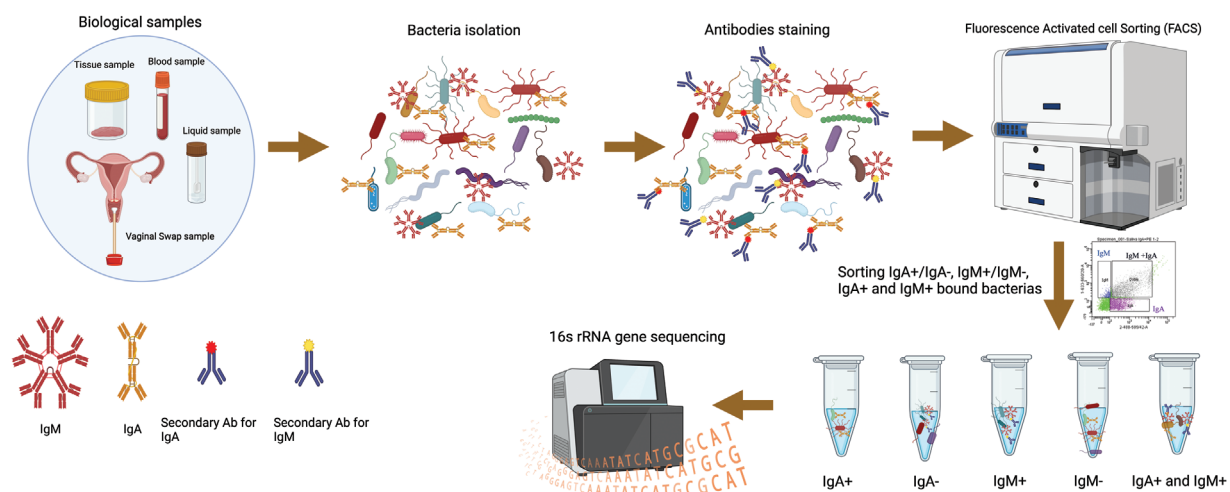 Biological samples
Tissue sample
Blood sample
Liquid sample
Vaginal Swap sample
Bacteria isolation
Antibodies staining
Fluorescence Activated cell Sorting (FACS)
Sorting IgA+/IgA-, IgM+/IgM-,
IgA+ and IgM+ bound bacterias
IgM
IgM +IgA
IgA
16s rRNA gene sequencing
IgM
IgA
Secondary Ab for
IgA
Secondary Ab for
IgM
IgA+
IgA-
IgM+
IgM-
IgA+ and IgM+